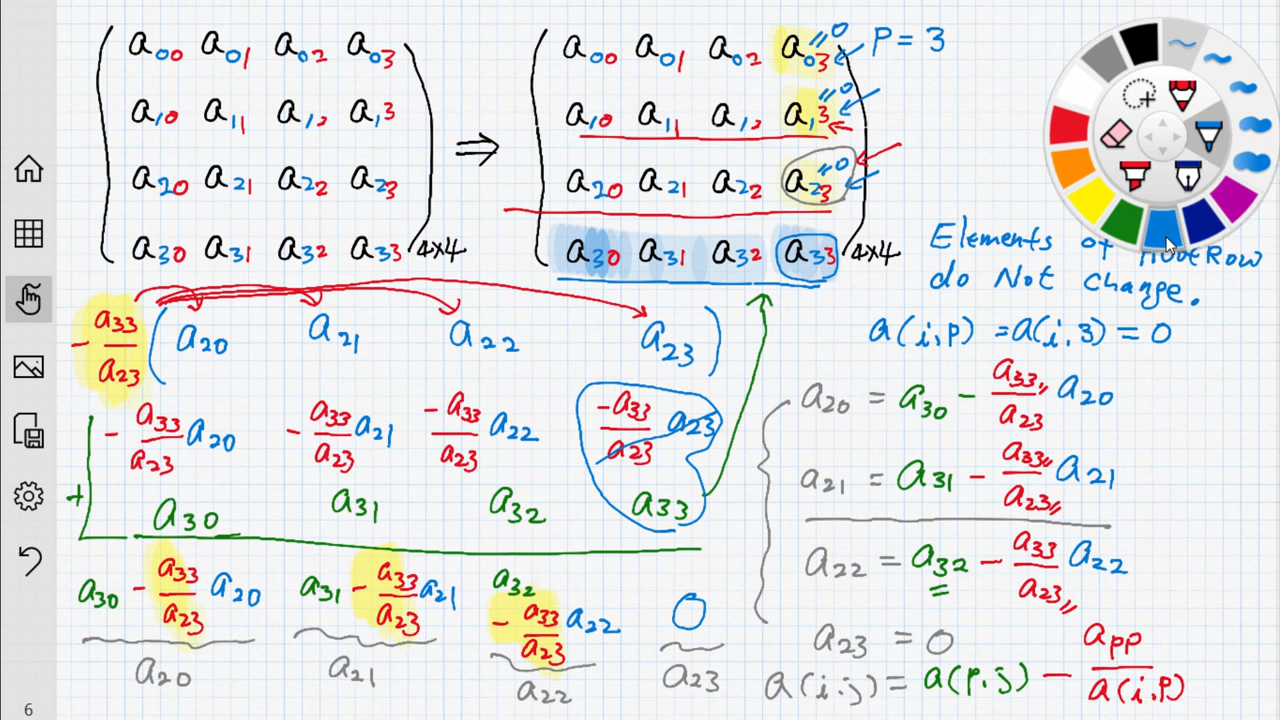 a00 a01 a02 a03
a10 a11 a12 a13
a20 a21 a22 a23
a30 a31 a32 a33 4x4
⇒
a00 a01 a02 a03 =0 P = 3
a10 a11 a12 a13 =0
a20 a21 a22 a23 =0
a30 a31 a32 a33 4x4
Elements of Pivot Row
do Not change.
a(i,P) = a(i,3) = 0
- a33/a23 ( a20 a21 a22 a23 )
- a33/a23 a20 - a33/a23 a21 - a33/a23 a22 - a33/a23 a23
+ a30 a31 a32 a33
a30 - a33/a23 a20 a31 - a33/a23 a21 a32 - a33/a23 a22 0
a20 a21 a22 a23
a20 = a30 - a33/a23 a20
a21 = a31 - a33/a23 a21
a22 = a32 - a33/a23 a22
a23 = 0
a(i,j) = a(p,j) - app/a(i,p)
6